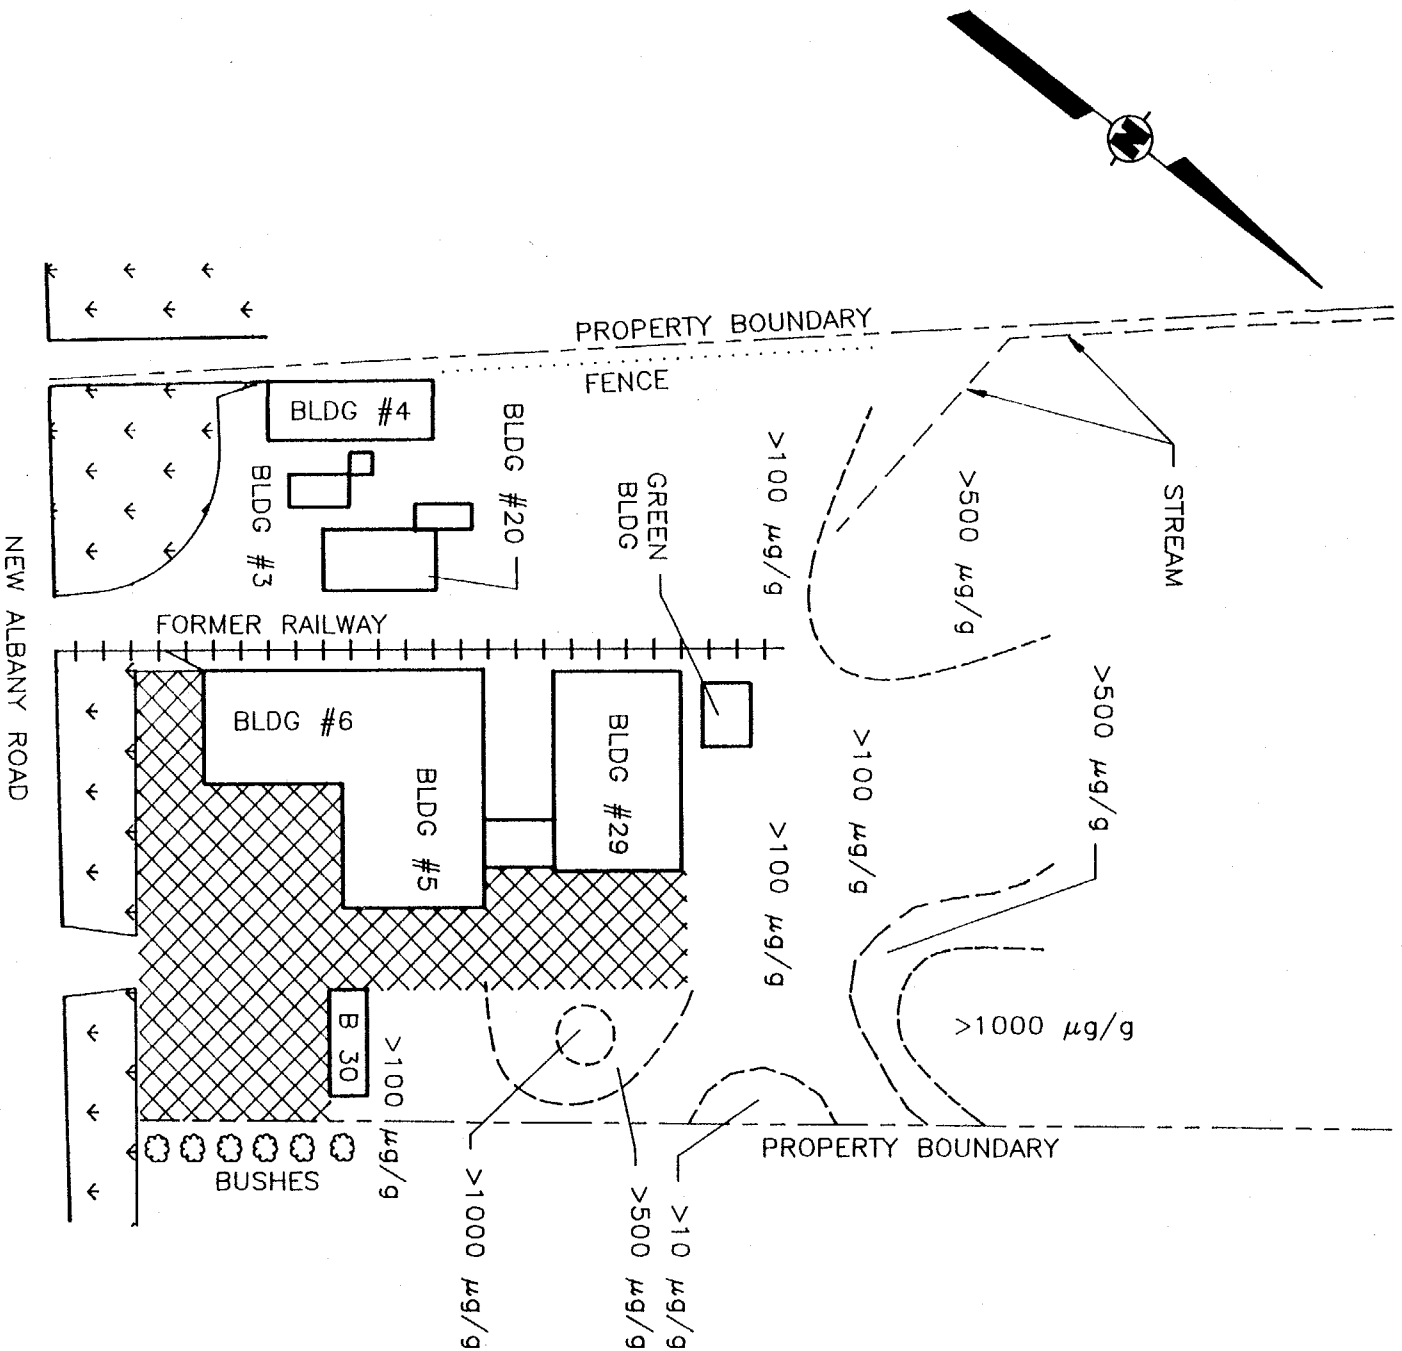 N
PROPERTY BOUNDARY
FENCE
BLDG #4
BLDG #20
BLDG #3
GREEN
BLDG
>100 µg/g
>500 µg/g
STREAM
NEW ALBANY ROAD
FORMER RAILWAY
BLDG #6
BLDG #5
BLDG #29
>100 µg/g
>100 µg/g
>500 µg/g
>1000 µg/g
B 30
>100 µg/g
BUSHES
PROPERTY BOUNDARY
>1000 µg/g
>500 µg/g
>10 µg/g